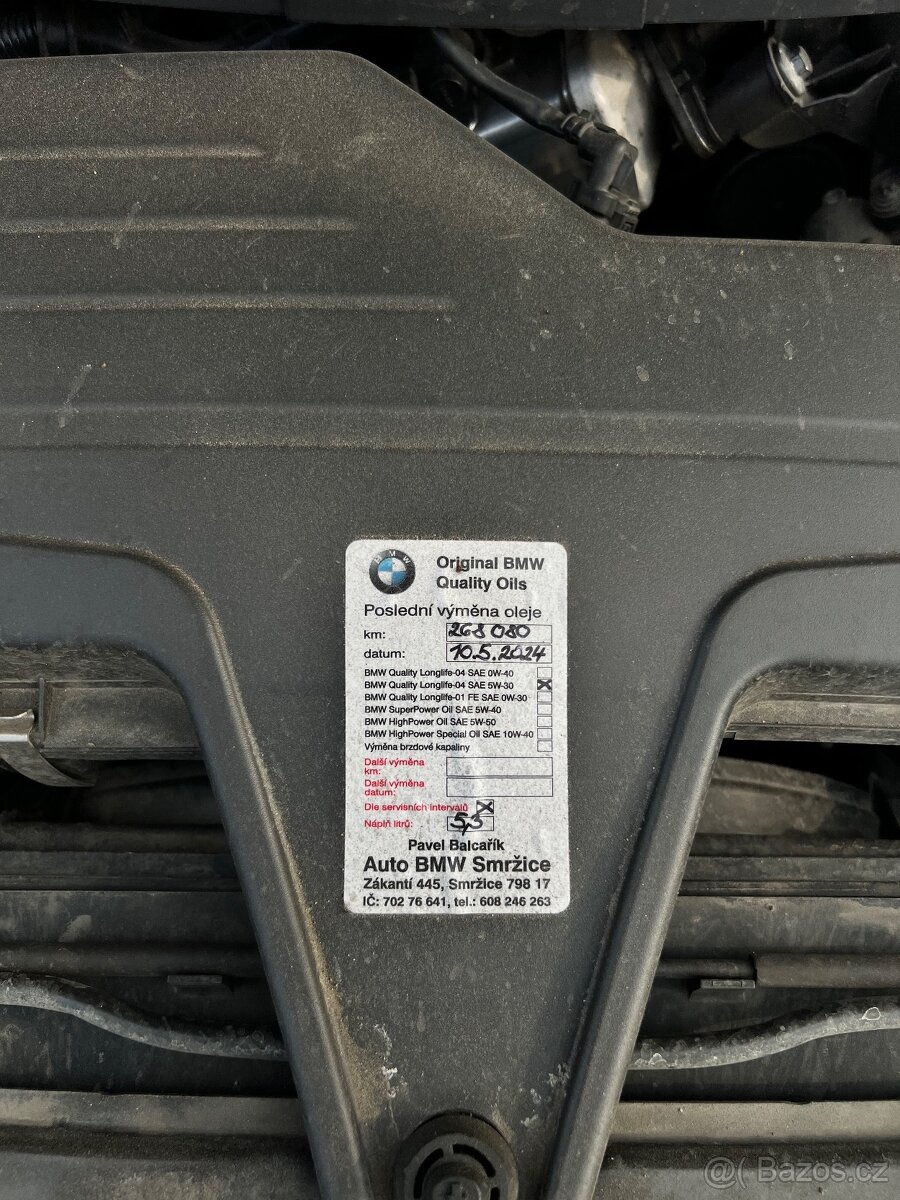 BMW
Original BMW
Quality Oils
Poslední výměna oleje
km: 268 080
datum: 10.5.2024
BMW Quality Longlife-04 SAE 0W-40
BMW Quality Longlife-04 SAE 5W-30
BMW Quality Longlife-01 FE SAE 0W-30
BMW SuperPower Oil SAE 5W-40
BMW HighPower Oil SAE 5W-50
BMW HighPower Special Oil SAE 10W-40
Výměna brzdové kapaliny
Další výměna
km:
Další výměna
datum:
Dle servisních intervalů
Náplň litrů: 5,5
Pavel Balcařík
Auto BMW Smržice
Zákantí 445, Smržice 798 17
IČ: 702 76 641, tel.: 608 246 263
@( Bazoš.cz